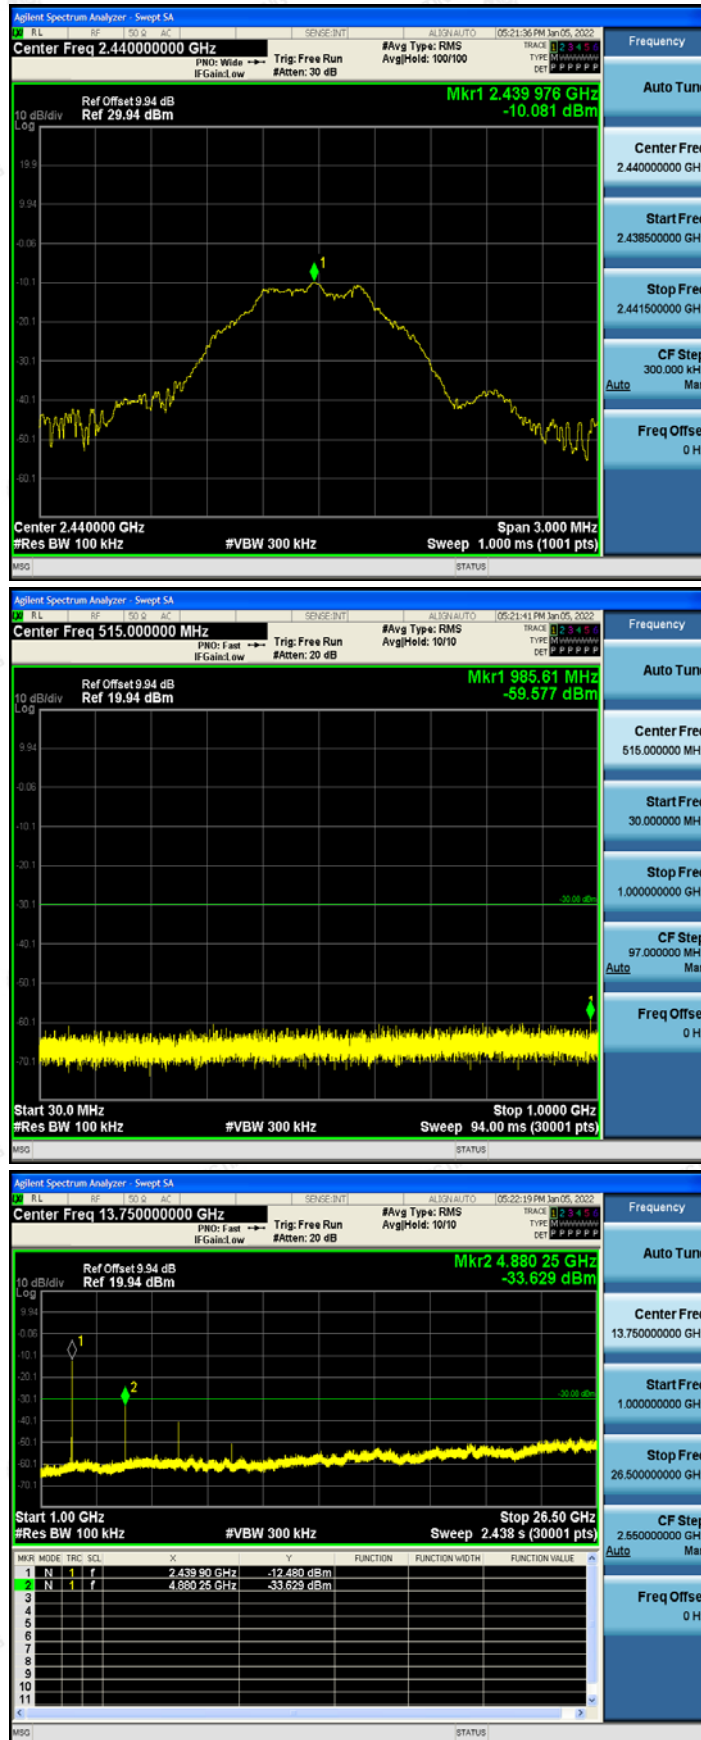 Agilent Spectrum Analyzer - Swept SA
RL RF 50 Ω AC SENSE:INT ALIGNAUTO 05:21:36 PM Jan 05, 2022
Center Freq 2.440000000 GHz
PNO: Wide
IFGain:Low
Trig: Free Run
#Atten: 30 dB
#Avg Type: RMS
Avg|Hold: 100/100
TRACE 1 2 3 4 5 6
TYPE M
DET P P P P P P
Frequency
Auto Tun
Ref Offset 9.94 dB
10 dB/div Ref 29.94 dBm
Log
Mkr1 2.439 976 GHz
-10.081 dBm
19.9
9.94
-0.06
-10.1
-20.1
-30.1
-40.1
-50.1
-60.1
1
Center Fre
2.440000000 GH
Start Fre
2.438500000 GH
Stop Fre
2.441500000 GH
CF Ste
300.000 kH
Auto Ma
Freq Offse
0 H
Center 2.440000 GHz Span 3.000 MHz
#Res BW 100 kHz #VBW 300 kHz Sweep 1.000 ms (1001 pts)
MSG STATUS
Agilent Spectrum Analyzer - Swept SA
RL RF 50 Ω AC SENSE:INT ALIGNAUTO 05:21:41 PM Jan 05, 2022
Center Freq 515.000000 MHz
PNO: Fast
IFGain:Low
Trig: Free Run
#Atten: 20 dB
#Avg Type: RMS
Avg|Hold: 10/10
TRACE 1 2 3 4 5 6
TYPE M
DET P P P P P P
Frequency
Auto Tun
Ref Offset 9.94 dB
10 dB/div Ref 19.94 dBm
Log
Mkr1 985.61 MHz
-59.577 dBm
9.94
-0.06
-10.1
-20.1
-30.1
-40.1
-50.1
-60.1
-70.1
-30.00 dBm
1
Center Fre
515.000000 MH
Start Fre
30.000000 MH
Stop Fre
1.000000000 GH
CF Ste
97.000000 MH
Auto Ma
Freq Offse
0 H
Start 30.0 MHz Stop 1.0000 GHz
#Res BW 100 kHz #VBW 300 kHz Sweep 94.00 ms (30001 pts)
MSG STATUS
Agilent Spectrum Analyzer - Swept SA
RL RF 50 Ω AC SENSE:INT ALIGNAUTO 05:22:19 PM Jan 05, 2022
Center Freq 13.750000000 GHz
PNO: Fast
IFGain:Low
Trig: Free Run
#Atten: 20 dB
#Avg Type: RMS
Avg|Hold: 10/10
TRACE 1 2 3 4 5 6
TYPE M
DET P P P P P P
Frequency
Auto Tun
Ref Offset 9.94 dB
10 dB/div Ref 19.94 dBm
Log
Mkr2 4.880 25 GHz
-33.629 dBm
9.94
-0.06
-10.1
-20.1
-30.1
-40.1
-50.1
-60.1
-70.1
-30.00 dBm
1
2
Center Fre
13.750000000 GH
Start Fre
1.000000000 GH
Stop Fre
26.500000000 GH
CF Ste
2.550000000 GH
Auto Ma
Freq Offse
0 H
Start 1.00 GHz Stop 26.50 GHz
#Res BW 100 kHz #VBW 300 kHz Sweep 2.438 s (30001 pts)
MKR MODE TRC SCL X Y FUNCTION FUNCTION WIDTH FUNCTION VALUE
1 N 1 f 2.439 90 GHz -12.480 dBm
2 N 1 f 4.880 25 GHz -33.629 dBm
3
4
5
6
7
8
9
10
11
MSG STATUS